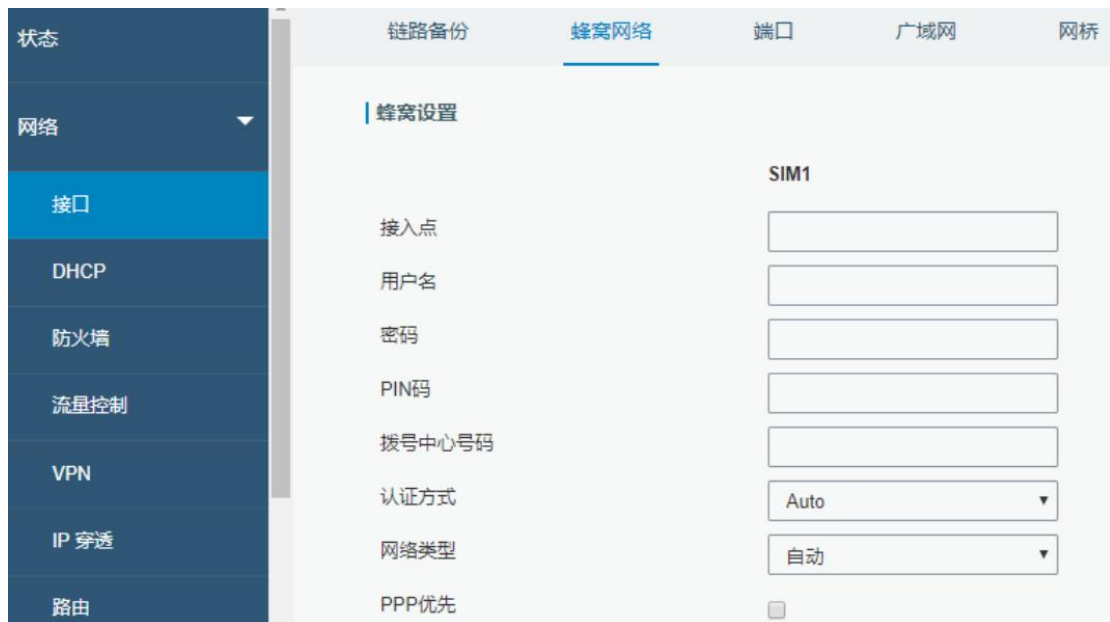 状态
网络
接口
DHCP
防火墙
流量控制
VPN
IP 穿透
路由
链路备份 蜂窝网络 端口 广域网 网桥
蜂窝设置
SIM1
接入点
用户名
密码
PIN码
拨号中心号码
认证方式 Auto
网络类型 自动
PPP优先